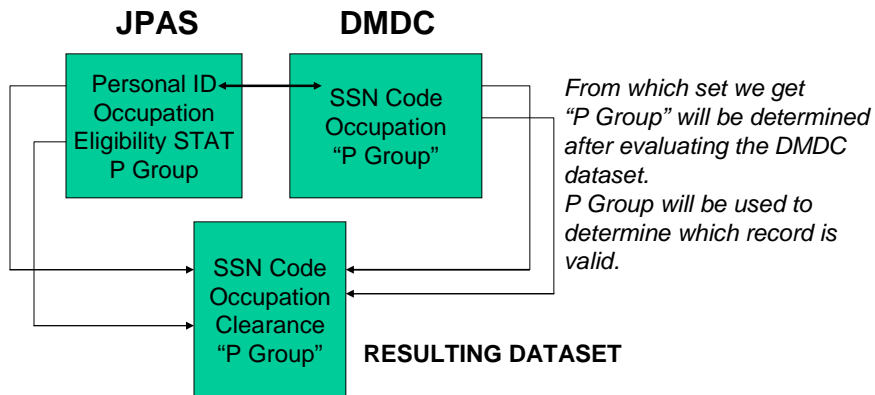 JPAS
DMDC
Personal ID
Occupation
Eligibility STAT
P Group
SSN Code
Occupation
“P Group”
From which set we get
“P Group” will be determined
after evaluating the DMDC
dataset.
P Group will be used to
determine which record is
valid.
SSN Code
Occupation
Clearance
“P Group”
RESULTING DATASET